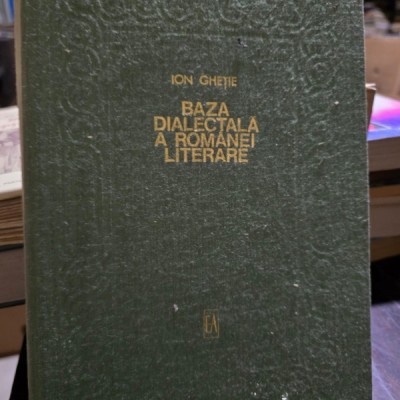 ION GHEȚIE
BAZA
DIALECTALĂ
A ROMÂNEI
LITERARE
EA